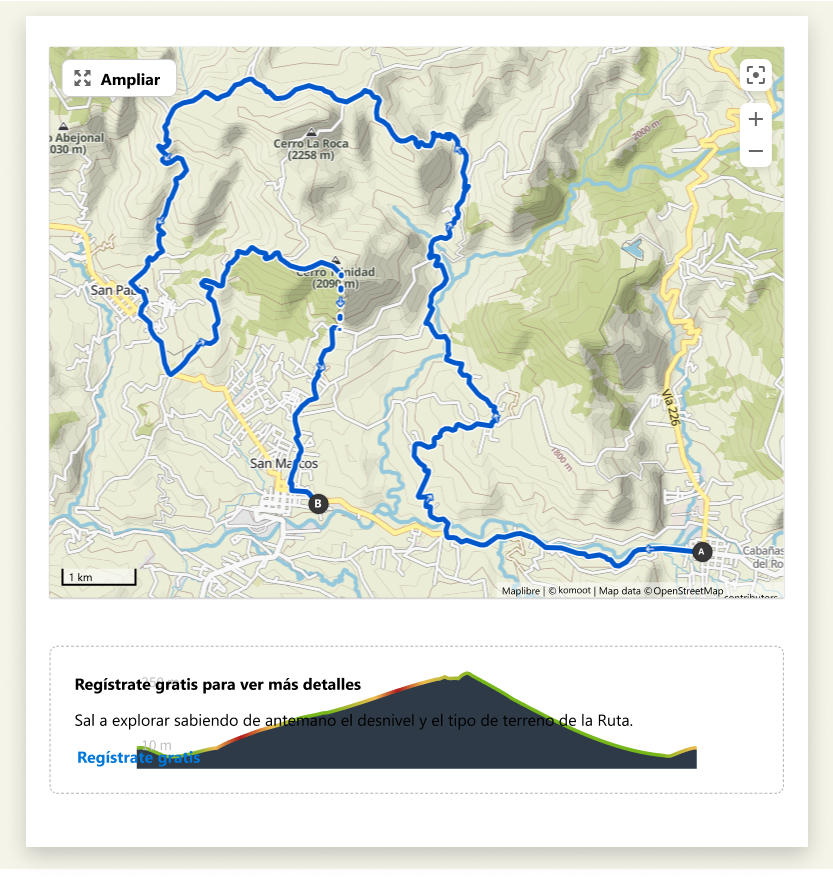 Ampliar
o Abejonal
030 m)
Cerro La Roca
(2258 m)
2000 m
Cerro Trinidad
(2090 m)
San Pablo
Vía 226
San Marcos
1800 m
B
A
Cabañas
del Ro
1 km
Maplibre | © komoot | Map data © OpenStreetMap
contributors
Regístrate gratis para ver más detalles
Sal a explorar sabiendo de antemano el desnivel y el tipo de terreno de la Ruta.
10 m
Regístrate gratis